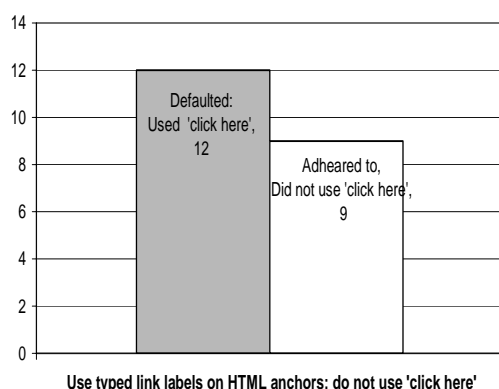 14
12
10
8
6
4
2
0
Defaulted:
Used 'click here',
12
Adheared to,
Did not use 'click here',
9
Use typed link labels on HTML anchors: do not use 'click here'